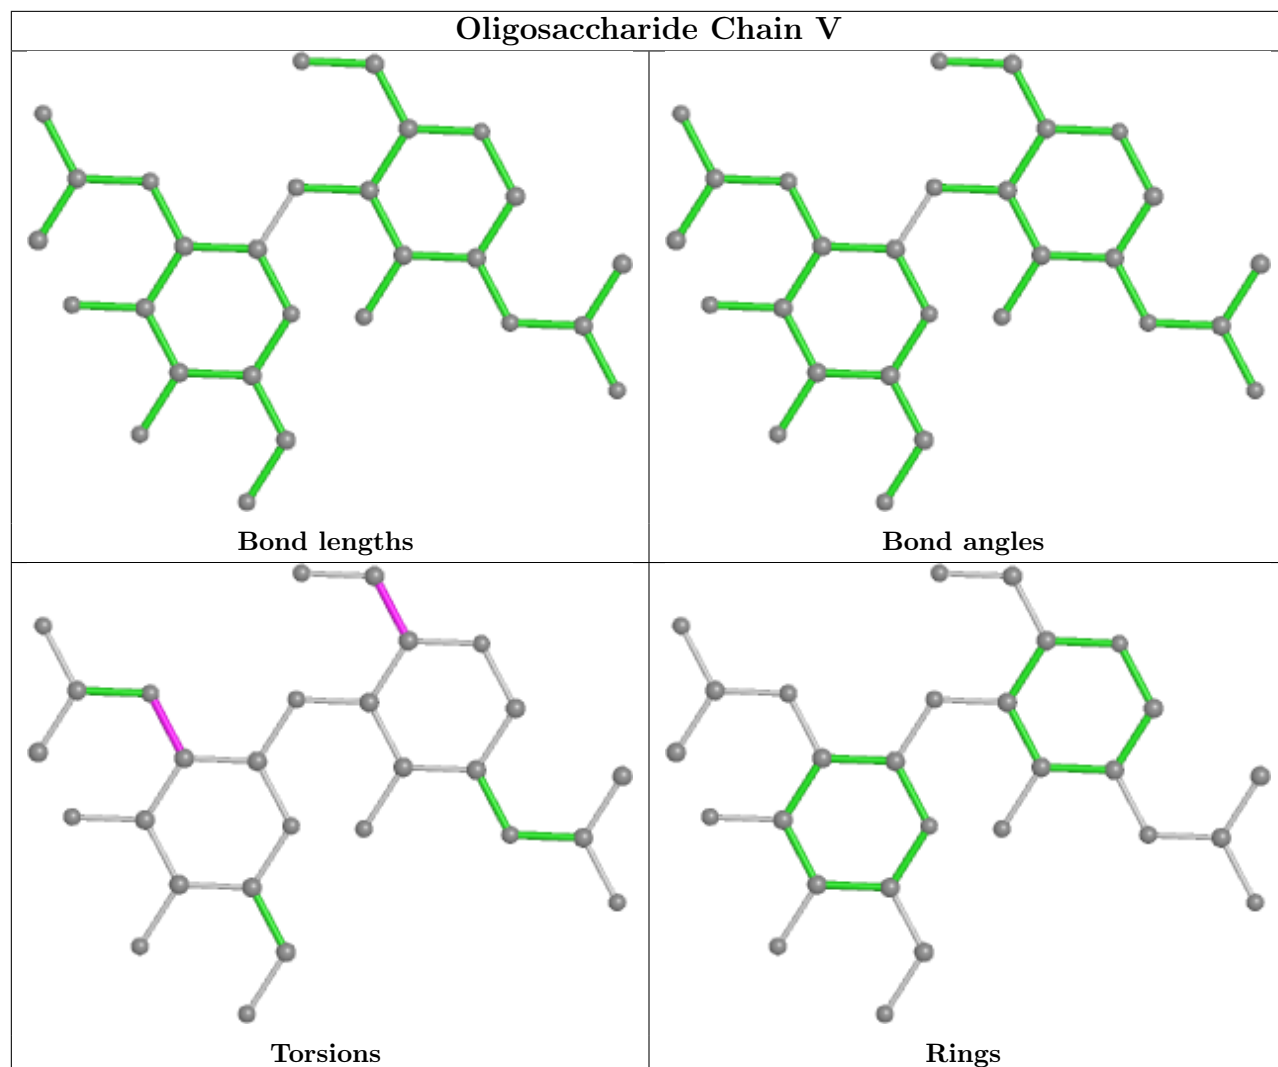 Oligosaccharide Chain V
Bond lengths
Bond angles
Torsions
Rings